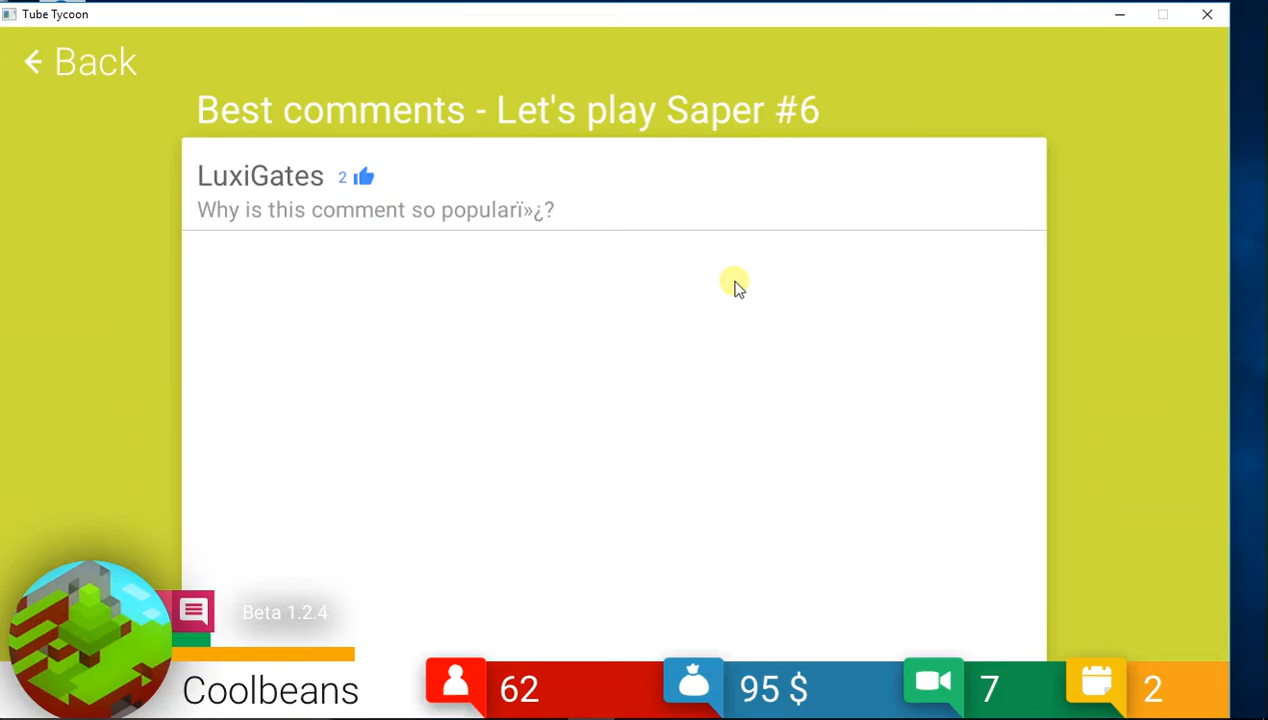 Tube Tycoon
Back
Best comments - Let's play Saper #6
LuxiGates 2
Why is this comment so popularï»¿?
Beta 1.2.4
Coolbeans
62
95 $
7
2